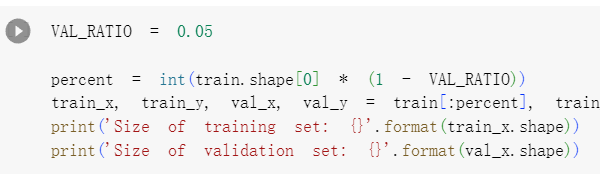 VAL_RATIO = 0.05
percent = int(train.shape[0] * (1 - VAL_RATIO))
train_x, train_y, val_x, val_y = train[:percent], train
print('Size of training set: {}'.format(train_x.shape))
print('Size of validation set: {}'.format(val_x.shape))